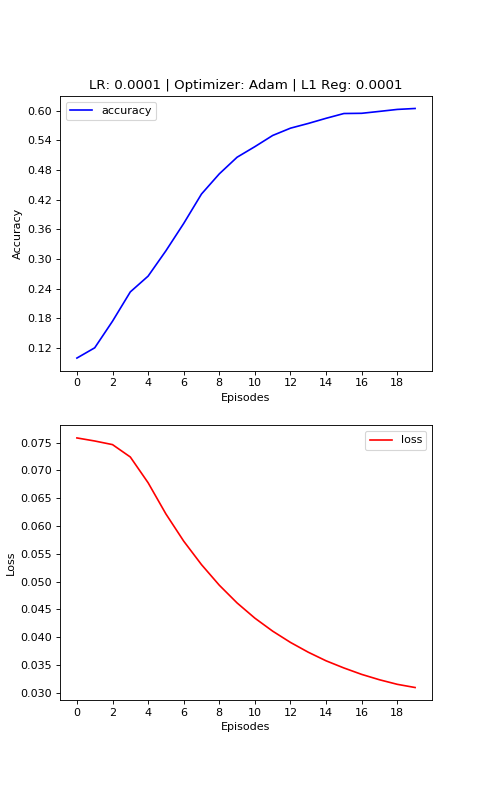 LR: 0.0001 | Optimizer: Adam | L1 Reg: 0.0001
accuracy
0.60
0.54
0.48
0.42
0.36
0.30
0.24
0.18
0.12
Accuracy
0 2 4 6 8 10 12 14 16 18
Episodes
loss
0.075
0.070
0.065
0.060
0.055
0.050
0.045
0.040
0.035
0.030
Loss
0 2 4 6 8 10 12 14 16 18
Episodes